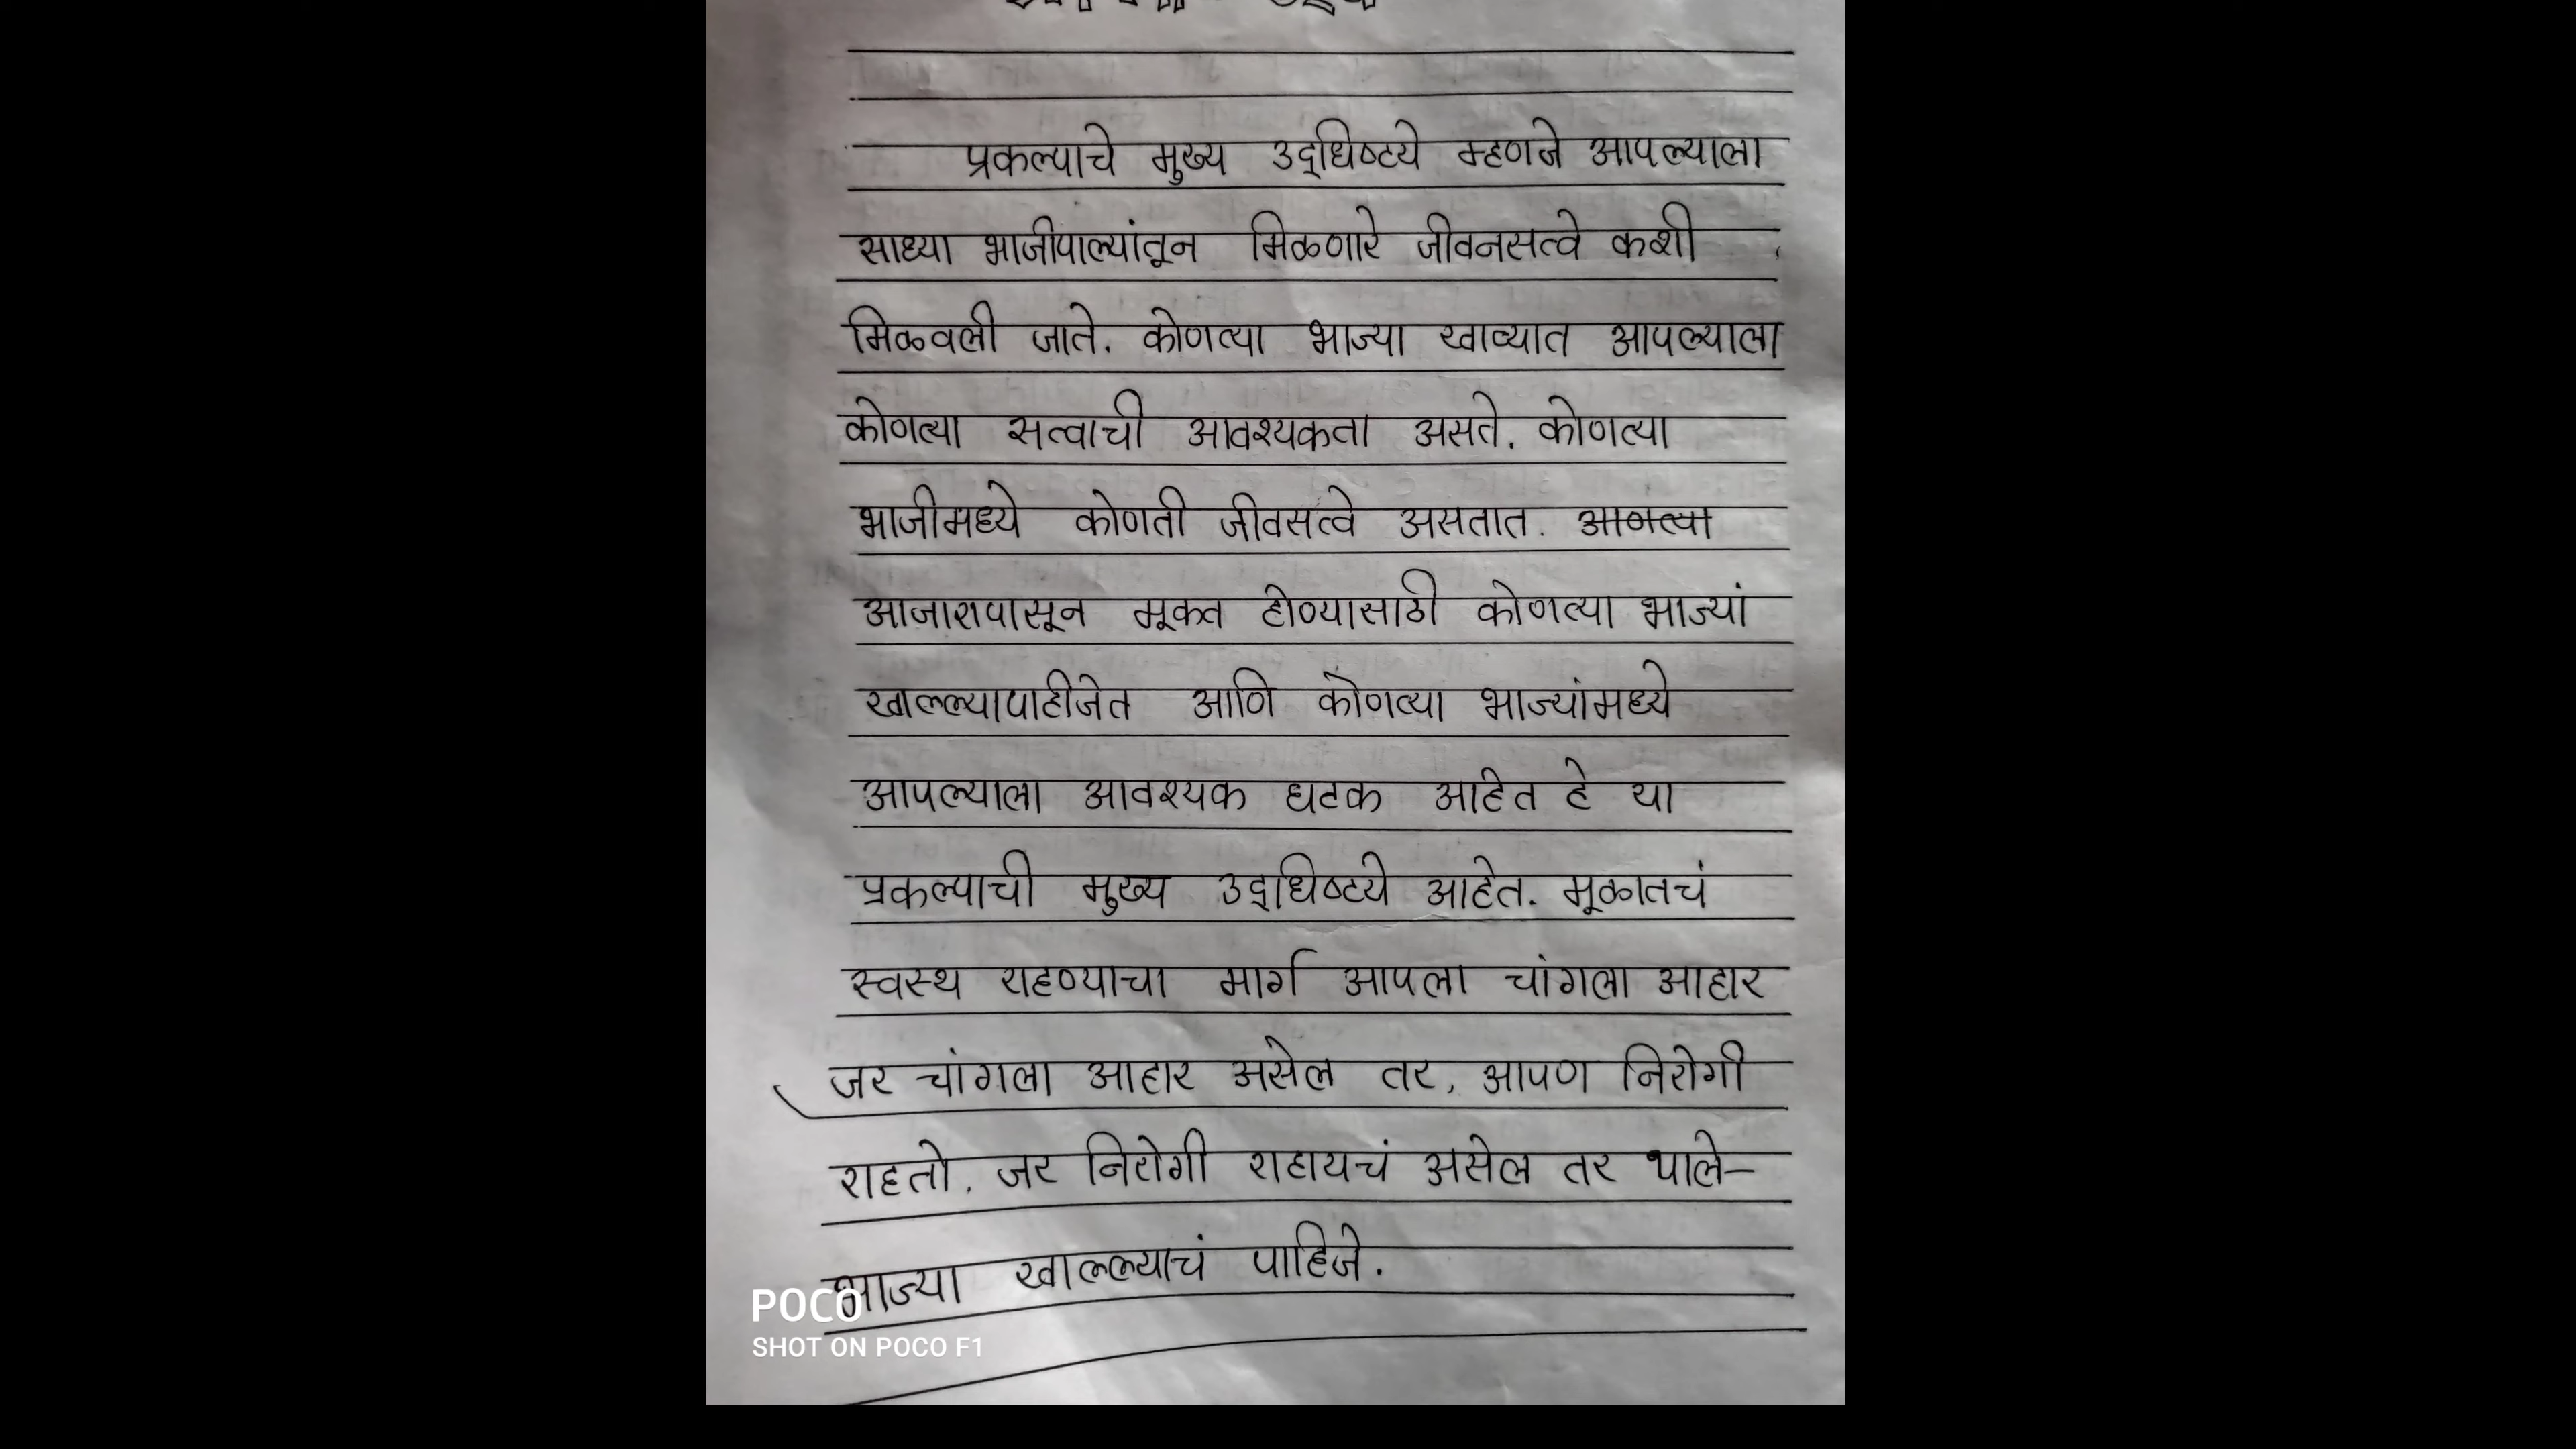 प्रकल्पाचे मुख्य उद्धिष्टये म्हणजे आपल्याला
साध्या भाजीपाल्यांतून मिळणारे जीवनसत्वे कशी
मिळवली जाते. कोणत्या भाज्या खाव्यात आपल्याला
कोणत्या सत्वाची आवश्यकता असते. कोणत्या
भाजीमध्ये कोणती जीवसत्वे असतात.
आजारापासून मूक्त होण्यासाठी कोणत्या भाज्यां
खाल्ल्यापाहीजेत आणि कोणत्या भाज्यांमध्ये
आपल्याला आवश्यक घटक आहेत हे या
प्रकल्पाची मुख्य उद्धिष्टये आहेत. मूळातचं
स्वस्थ राहण्याचा मार्ग आपला चांगला आहार
जर चांगला आहार असेल तर, आपण निरोगी
राहतो. जर निरोगी राहायचं असेल तर पाले-
भाज्या खाल्ल्याचं पाहिजे.
POCO
SHOT ON POCO F1